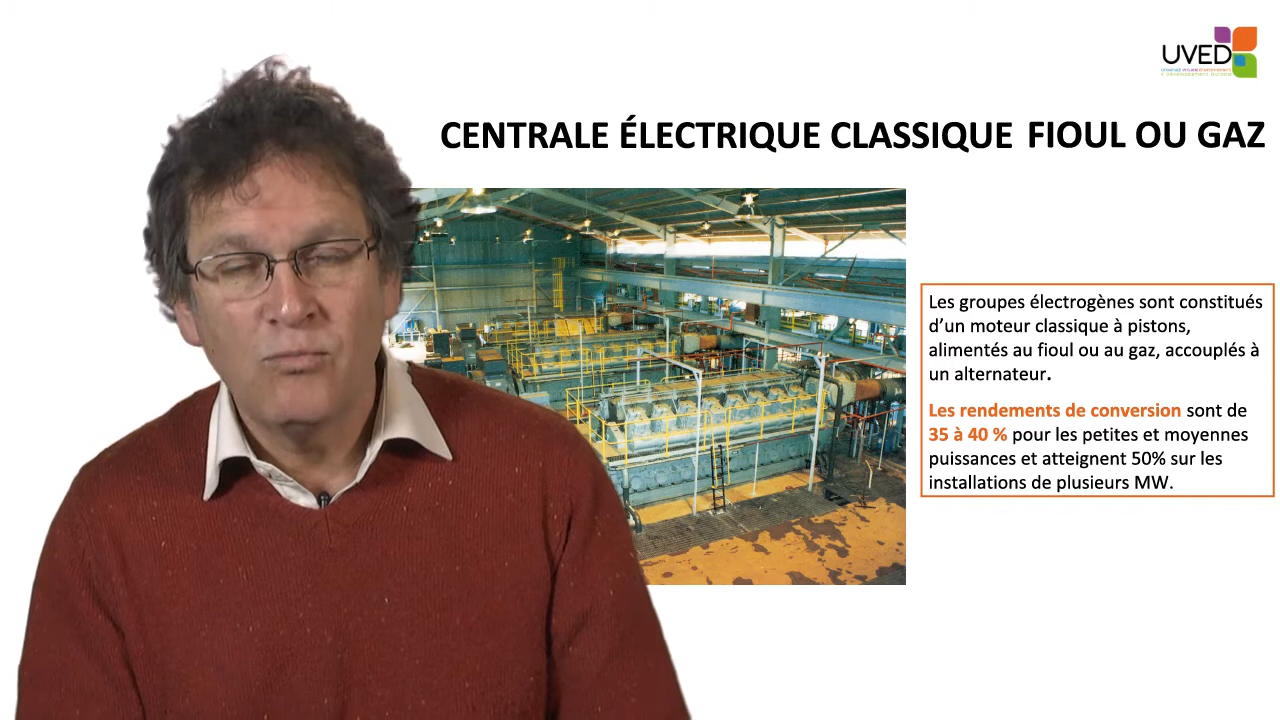 UVED
CENTRALE ÉLECTRIQUE CLASSIQUE FIOUL OU GAZ
Les groupes électrogènes sont constitués
d’un moteur classique à pistons,
alimentés au fioul ou au gaz, accouplés à
un alternateur.
Les rendements de conversion sont de
35 à 40 % pour les petites et moyennes
puissances et atteignent 50% sur les
installations de plusieurs MW.